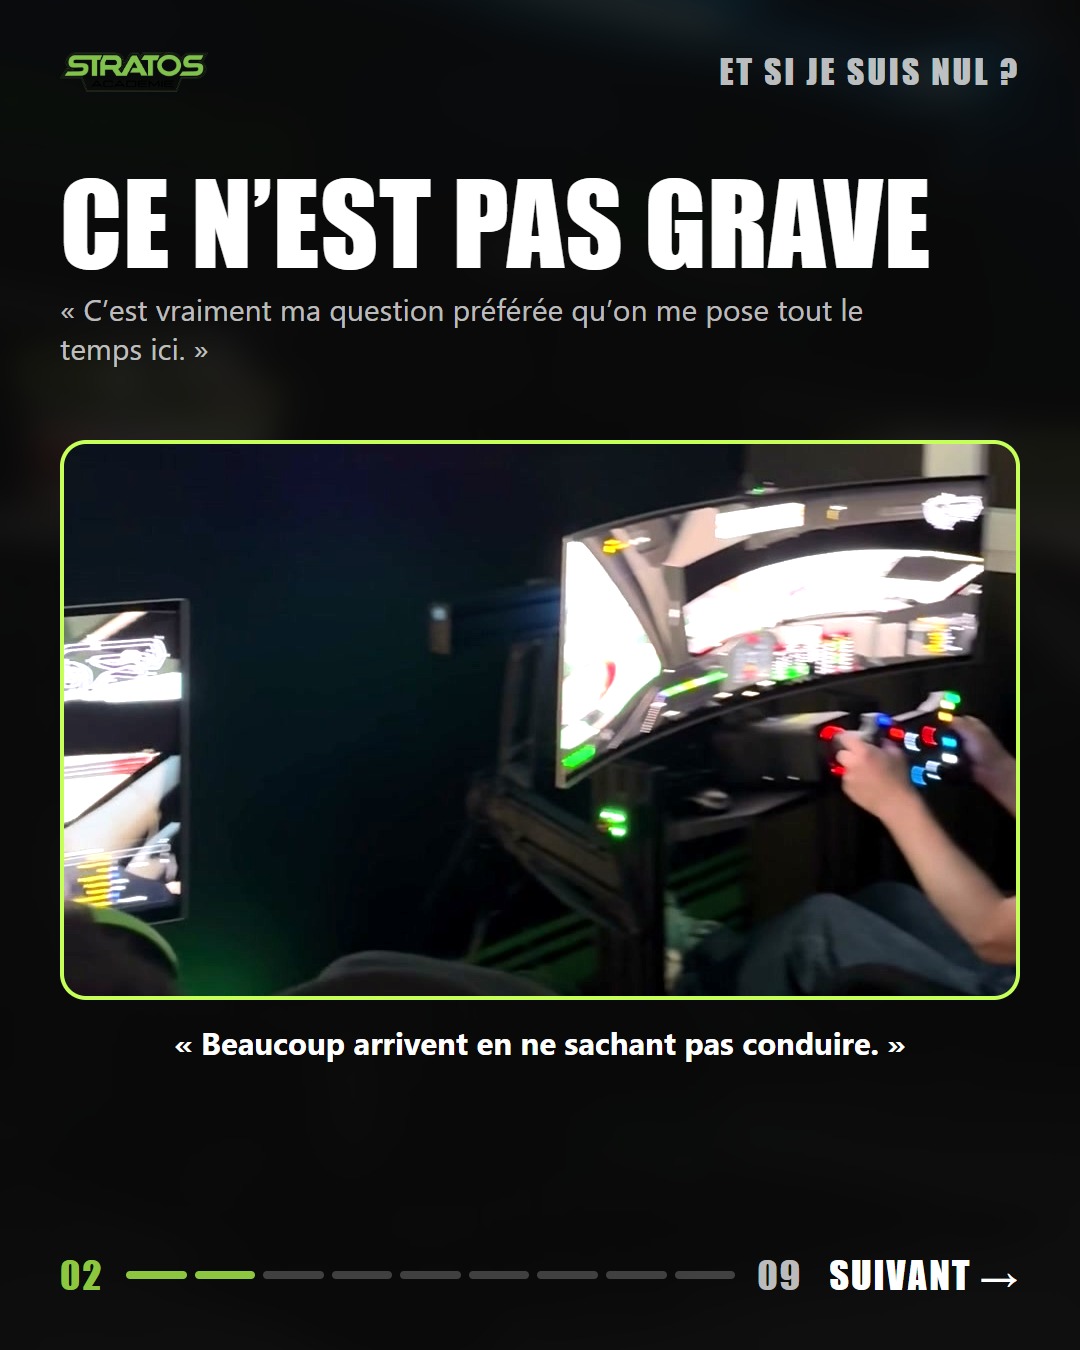 STRATOS
ACADEMIE
ET SI JE SUIS NUL ?
CE N’EST PAS GRAVE
« C’est vraiment ma question préférée qu’on me pose tout le
temps ici. »
« Beaucoup arrivent en ne sachant pas conduire. »
02
09
SUIVANT →